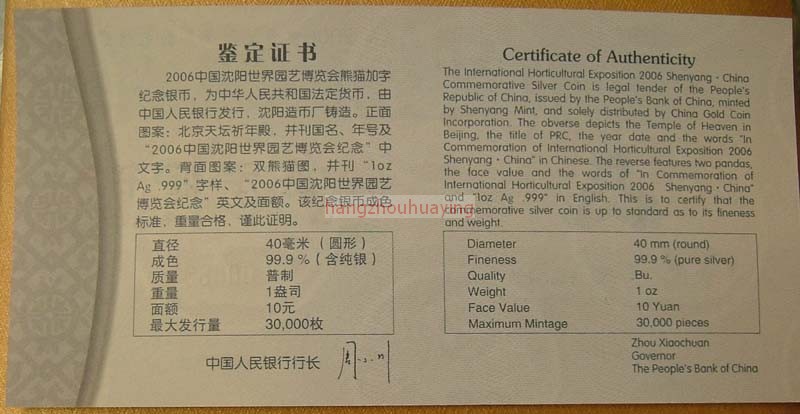 鉴定证书
2006中国沈阳世界园艺博览会熊猫加字
纪念银币，为中华人民共和国法定货币，由
中国人民银行发行，沈阳造币厂铸造。正面
图案：北京天坛祈年殿，并刊国名、年号及
“2006中国沈阳世界园艺博览会纪念”中
文字。背面图案：双熊猫图，并刊“1oz
Ag .999”字样、“2006中国沈阳世界园艺
博览会纪念”英文及面额。该纪念银币成色
标准，重量合格，谨此证明。
直径 40毫米（圆形）
成色 99.9％（含纯银）
质量 普制
重量 1盎司
面额 10元
最大发行量 30,000枚
中国人民银行行长
Certificate of Authenticity
The International Horticultural Exposition 2006 Shenyang · China
Commemorative Silver Coin is legal tender of the People's
Republic of China, issued by the People's Bank of China, minted
by Shenyang Mint, and solely distributed by China Gold Coin
Incorporation. The obverse depicts the Temple of Heaven in
Beijing, the title of PRC, the year date and the words "In
Commemoration of International Horticultural Exposition 2006
Shenyang · China" in Chinese. The reverse features two pandas,
the face value and the words of "In Commemoration of
International Horticultural Exposition 2006 Shenyang · China"
and "1oz Ag .999" in English. This is to certify that the
commemorative silver coin is up to standard as to its fineness
and weight.
Diameter 40 mm (round)
Fineness 99.9 % (pure silver)
Quality Bu.
Weight 1 oz
Face Value 10 Yuan
Maximum Mintage 30,000 pieces
Zhou Xiaochuan
Governor
The People's Bank of China
hangzhouhuaying